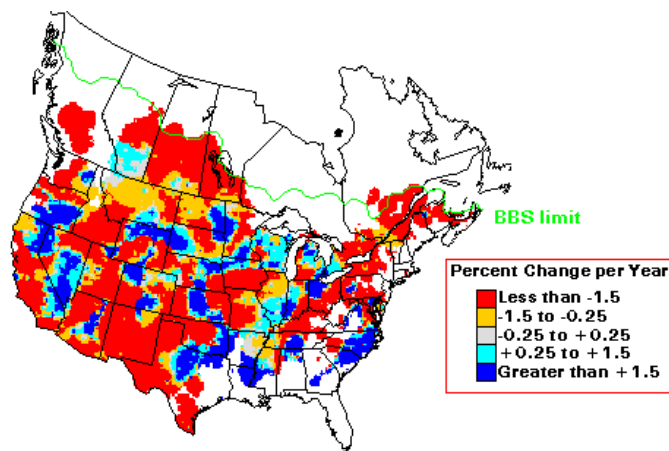 BBS limit
Percent Change per Year
Less than -1.5
-1.5 to -0.25
-0.25 to +0.25
+0.25 to +1.5
Greater than +1.5